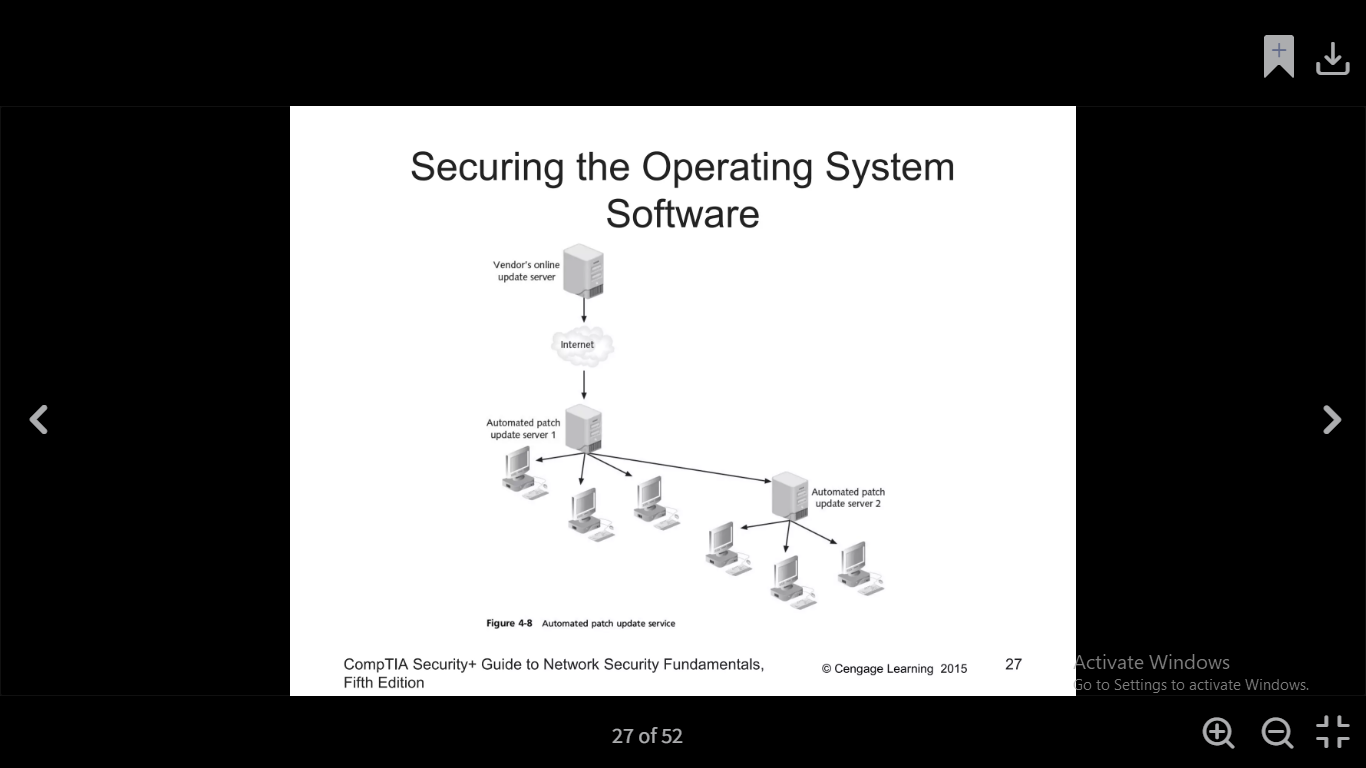 Securing the Operating System
Software
Vendor's online
update server
Internet
Automated patch
update server 1
Automated patch
update server 2
Figure 4-8 Automated patch update service
CompTIA Security+ Guide to Network Security Fundamentals,
Fifth Edition
© Cengage Learning 2015
27
Activate Windows
Go to Settings to activate Windows.
27 of 52